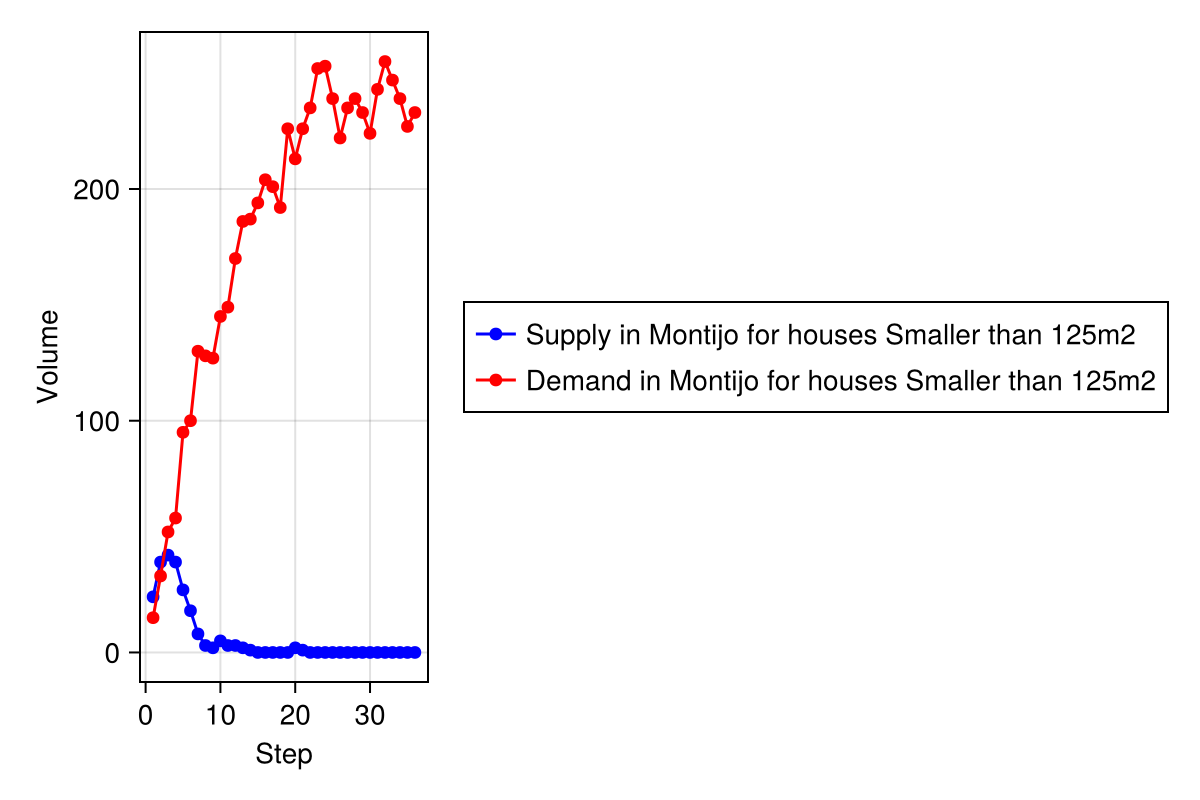 Volume
200
100
0
0 10 20 30
Step
Supply in Montijo for houses Smaller than 125m2
Demand in Montijo for houses Smaller than 125m2